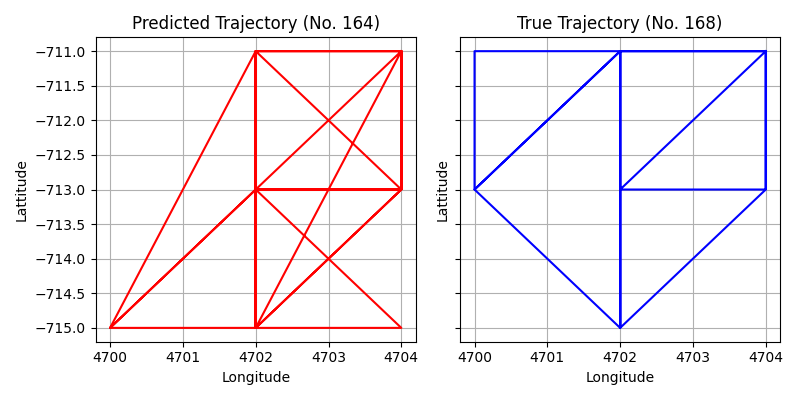 Predicted Trajectory (No. 164)
True Trajectory (No. 168)
−711.0
−711.5
−712.0
−712.5
−713.0
−713.5
−714.0
−714.5
−715.0
Lattitude
Lattitude
4700 4701 4702 4703 4704
4700 4701 4702 4703 4704
Longitude
Longitude